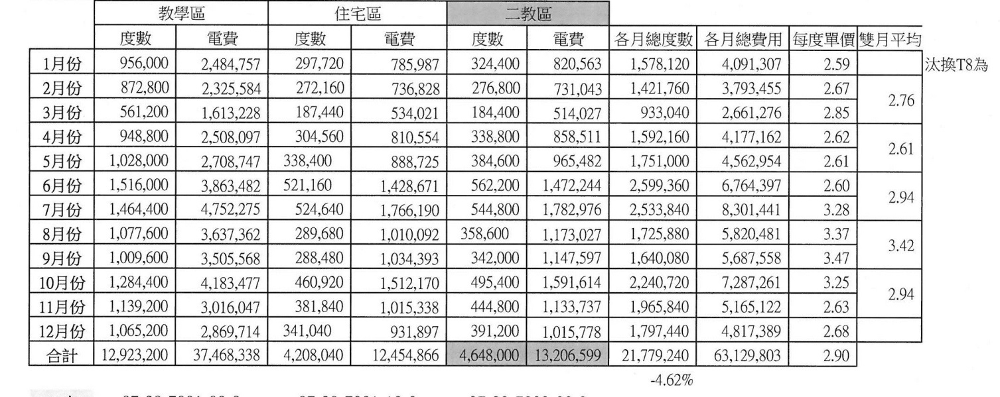 教學區 住宅區 二教區
度數 電費 度數 電費 度數 電費 各月總度數 各月總費用 每度單價 雙月平均
1月份 956,000 2,484,757 297,720 785,987 324,400 820,563 1,578,120 4,091,307 2.59 汰換T8為
2月份 872,800 2,325,584 272,160 736,828 276,800 731,043 1,421,760 3,793,455 2.67
2.76
3月份 561,200 1,613,228 187,440 534,021 184,400 514,027 933,040 2,661,276 2.85
4月份 948,800 2,508,097 304,560 810,554 338,800 858,511 1,592,160 4,177,162 2.62
2.61
5月份 1,028,000 2,708,747 338,400 888,725 384,600 965,482 1,751,000 4,562,954 2.61
6月份 1,516,000 3,863,482 521,160 1,428,671 562,200 1,472,244 2,599,360 6,764,397 2.60
2.94
7月份 1,464,400 4,752,275 524,640 1,766,190 544,800 1,782,976 2,533,840 8,301,441 3.28
8月份 1,077,600 3,637,362 289,680 1,010,092 358,600 1,173,027 1,725,880 5,820,481 3.37
3.42
9月份 1,009,600 3,505,568 288,480 1,034,393 342,000 1,147,597 1,640,080 5,687,558 3.47
10月份 1,284,400 4,183,477 460,920 1,512,170 495,400 1,591,614 2,240,720 7,287,261 3.25
2.94
11月份 1,139,200 3,016,047 381,840 1,015,338 444,800 1,133,737 1,965,840 5,165,122 2.63
12月份 1,065,200 2,869,714 341,040 931,897 391,200 1,015,778 1,797,440 4,817,389 2.68
合計 12,923,200 37,468,338 4,208,040 12,454,866 4,648,000 13,206,599 21,779,240 63,129,803 2.90
-4.62%